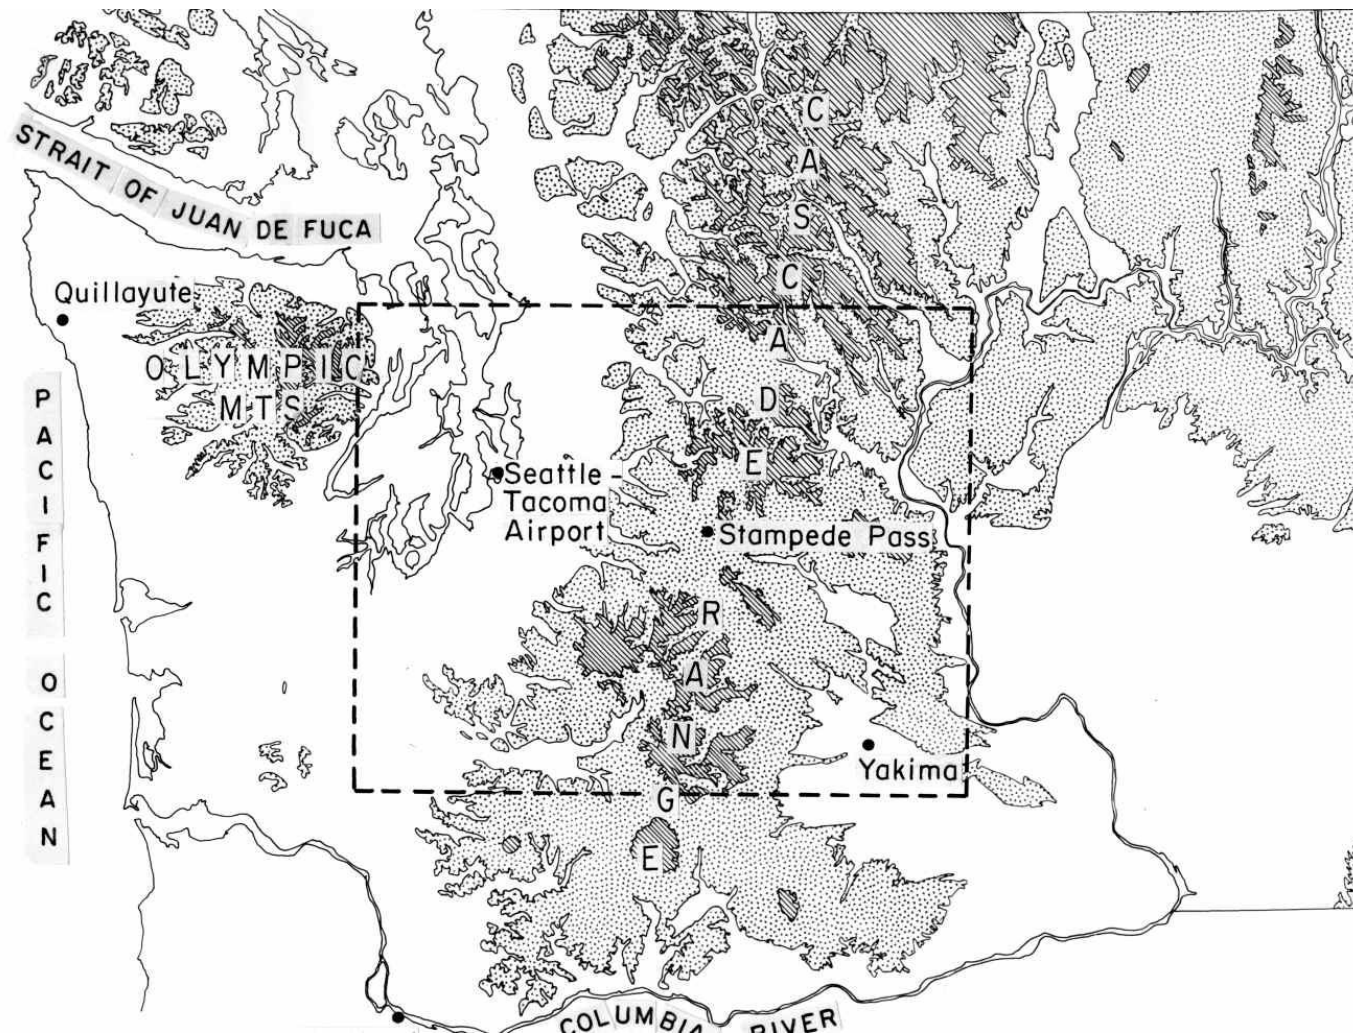 STRAIT OF JUAN DE FUCA
Quillayute
OLYMPIC
MTS
PACIFIC OCEAN
CASCADE RANGE
Seattle-
Tacoma
Airport
Stampede Pass
Yakima
COLUMBIA RIVER